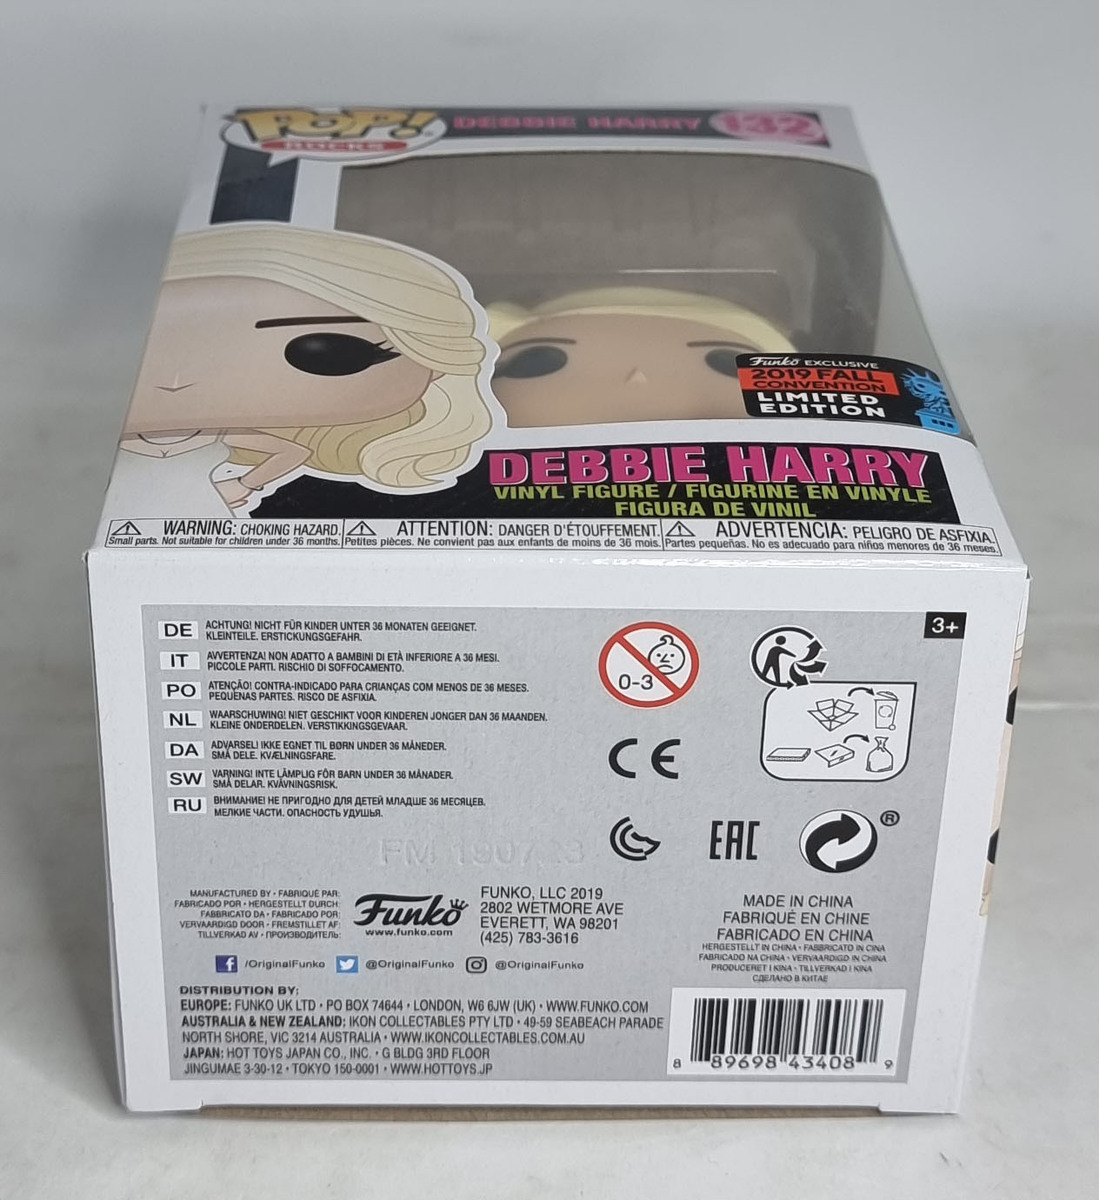 POP!
ROCKS
DEBBIE HARRY
132
Funko EXCLUSIVE
2019 FALL
CONVENTION
LIMITED
EDITION
DEBBIE HARRY
VINYL FIGURE / FIGURINE EN VINYLE
FIGURA DE VINIL
WARNING: CHOKING HAZARD.
Small parts. Not suitable for children under 36 months.
ATTENTION: DANGER D'ÉTOUFFEMENT.
Petites pièces. Ne convient pas aux enfants de moins de 36 mois.
ADVERTENCIA: PELIGRO DE ASFIXIA.
Partes pequeñas. No es adecuado para niños menores de 36 meses.
3+
DE ACHTUNG! NICHT FÜR KINDER UNTER 36 MONATEN GEEIGNET.
KLEINTEILE. ERSTICKUNGSGEFAHR.
IT AVVERTENZA! NON ADATTO A BAMBINI DI ETÀ INFERIORE A 36 MESI.
PICCOLE PARTI. RISCHIO DI SOFFOCAMENTO.
PO ATENÇÃO! CONTRA-INDICADO PARA CRIANÇAS COM MENOS DE 36 MESES.
PEQUENAS PARTES. RISCO DE ASFIXIA.
NL WAARSCHUWING! NIET GESCHIKT VOOR KINDEREN JONGER DAN 36 MAANDEN.
KLEINE ONDERDELEN. VERSTIKKINGSGEVAAR.
DA ADVARSEL! IKKE EGNET TIL BØRN UNDER 36 MÅNEDER.
SMÅ DELE. KVÆLNINGSFARE.
SW VARNING! INTE LÄMPLIG FÖR BARN UNDER 36 MÅNADER.
SMÅ DELAR. KVÄVNINGSRISK.
RU ВНИМАНИЕ! НЕ ПРИГОДНО ДЛЯ ДЕТЕЙ МЛАДШЕ 36 МЕСЯЦЕВ.
МЕЛКИЕ ЧАСТИ. ОПАСНОСТЬ УДУШЬЯ.
0-3
CE
EAC
®
FM
MANUFACTURED BY • FABRIQUÉ PAR:
FABRICADO POR • HERGESTELLT DURCH:
FABBRICATO DA • FABRICADO POR:
VERVAARDIGD DOOR • FREMSTILLET AF:
TILLVERKAD AV • ПРОИЗВОДИТЕЛЬ:
Funko
www.funko.com
FUNKO, LLC 2019
2802 WETMORE AVE
EVERETT, WA 98201
(425) 783-3616
/OriginalFunko
@OriginalFunko
@OriginalFunko
MADE IN CHINA
FABRIQUÉ EN CHINE
FABRICADO EN CHINA
HERGESTELLT IN CHINA • FABBRICATO IN CINA
FABRICADO NA CHINA • VERVAARDIGD IN CHINA
PRODUCERET I KINA • TILLVERKAD I KINA
СДЕЛАНО В КИТАЕ
DISTRIBUTION BY:
EUROPE: FUNKO UK LTD • PO BOX 74644 • LONDON, W6 6JW (UK) • WWW.FUNKO.COM
AUSTRALIA & NEW ZEALAND: IKON COLLECTABLES PTY LTD • 49-59 SEABEACH PARADE
NORTH SHORE, VIC 3214 AUSTRALIA • WWW.IKONCOLLECTABLES.COM.AU
JAPAN: HOT TOYS JAPAN CO., INC. • G BLDG 3RD FLOOR
JINGUMAE 3-30-12 • TOKYO 150-0001 • WWW.HOTTOYS.JP
8 89698 43408 9